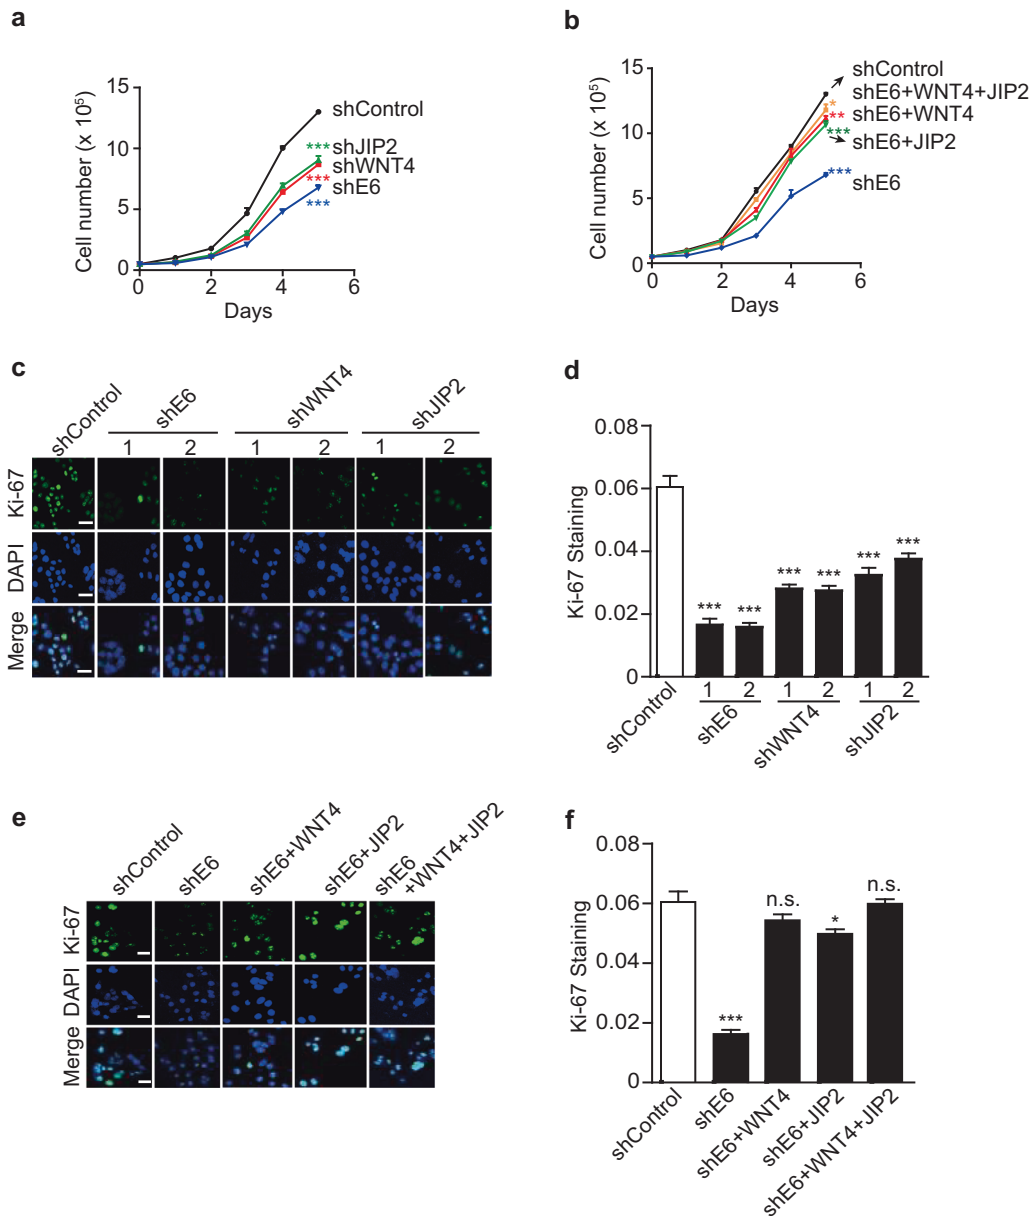 a
15
10
5
0
Cell number (x 10⁵)
0 2 4 6
Days
shControl
*** shJIP2
shWNT4
***
shE6
***
b
15
10
5
0
Cell number (x 10⁵)
0 2 4 6
Days
shControl
shE6+WNT4+JIP2
*
shE6+WNT4
**
***
shE6+JIP2
***
shE6
c
shControl shE6 shWNT4 shJIP2
1 2 1 2 1 2
Ki-67
DAPI
Merge
d
0.08
0.06
0.04
0.02
0
Ki-67 Staining
*** *** *** *** *** ***
1 2 1 2 1 2
shControl shE6 shWNT4 shJIP2
e
shControl shE6 shE6+WNT4 shE6+JIP2 shE6
+WNT4+JIP2
Ki-67
DAPI
Merge
f
0.08
0.06
0.04
0.02
0
Ki-67 Staining
*** n.s. * n.s.
shControl shE6 shE6+WNT4 shE6+JIP2 shE6+WNT4+JIP2